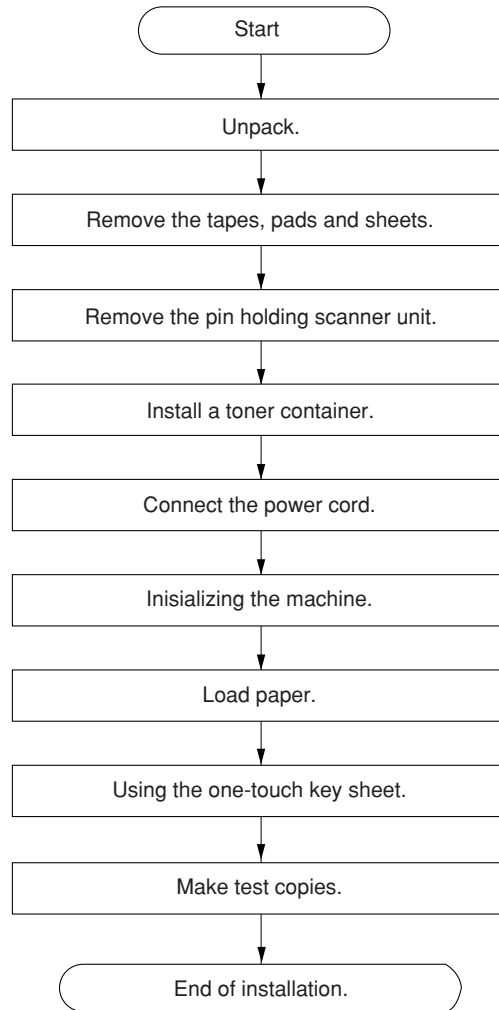 Start
Unpack.
Remove the tapes, pads and sheets.
Remove the pin holding scanner unit.
Install a toner container.
Connect the power cord.
Inisializing the machine.
Load paper.
Using the one-touch key sheet.
Make test copies.
End of installation.